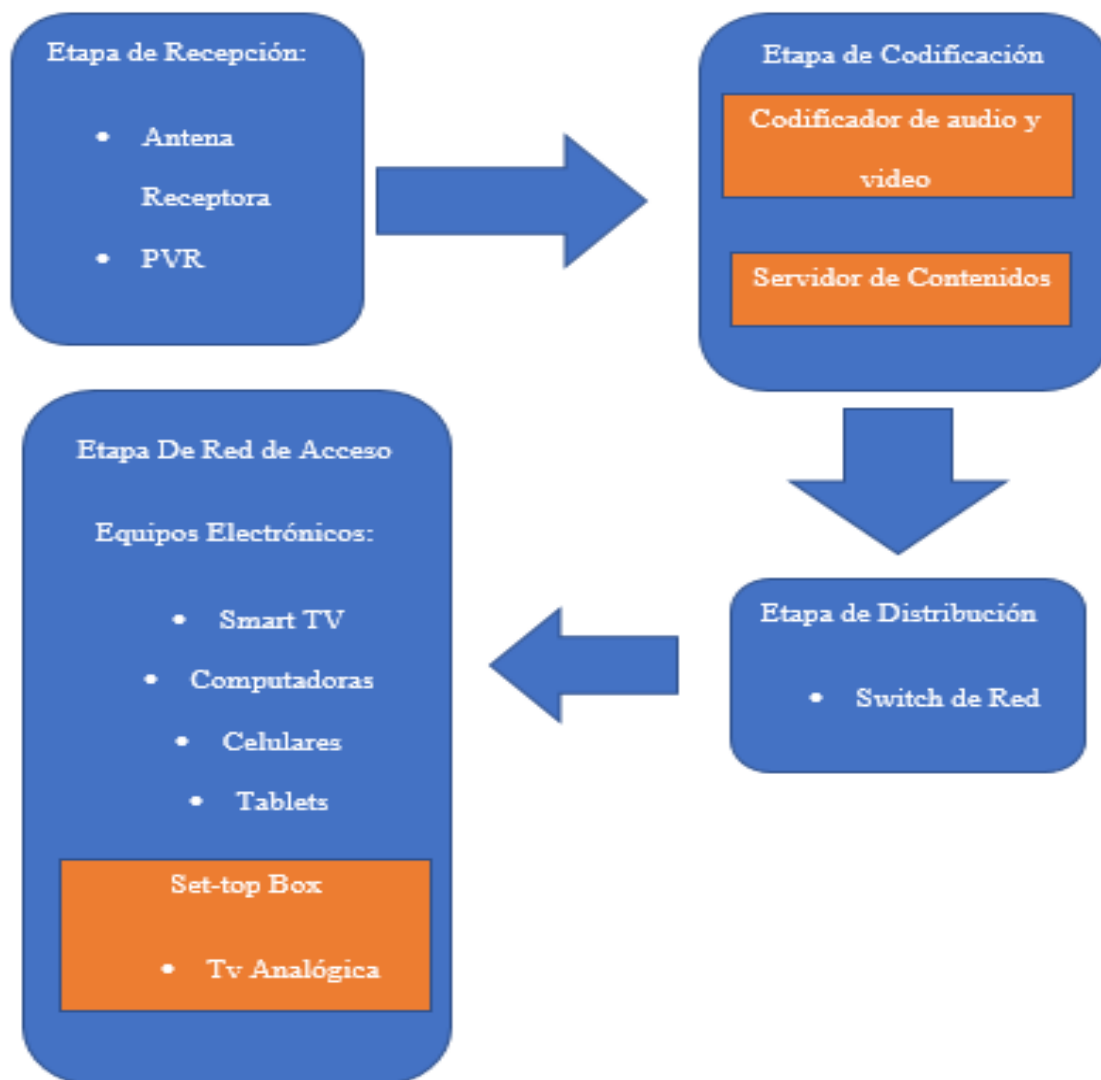 Etapa de Recepción:
• Antena
Receptora
• PVR
Etapa de Codificación
Codificador de audio y
video
Servidor de Contenidos
Etapa de Distribución
• Switch de Red
Etapa De Red de Acceso
Equipos Electrónicos:
• Smart TV
• Computadoras
• Celulares
• Tablets
Set-top Box
• Tv Analógica